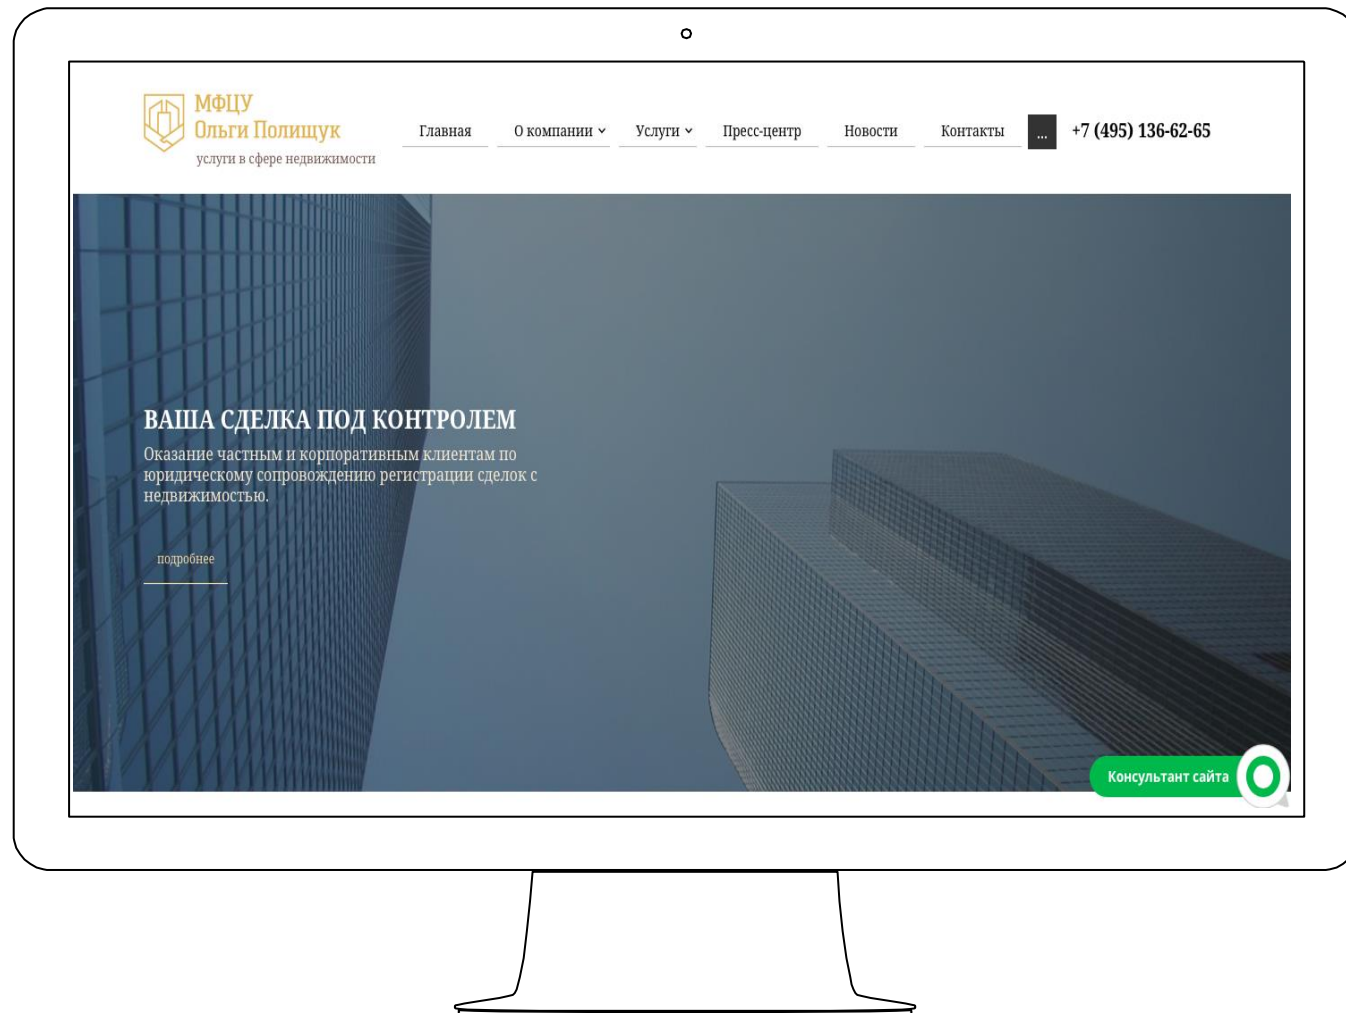 МФЦУ
Ольги Полищук
услуги в сфере недвижимости
Главная
О компании
Услуги
Пресс-центр
Новости
Контакты
...
+7 (495) 136-62-65
ВАША СДЕЛКА ПОД КОНТРОЛЕМ
Оказание частным и корпоративным клиентам по
юридическому сопровождению регистрации сделок с
недвижимостью.
подробнее
Консультант сайта